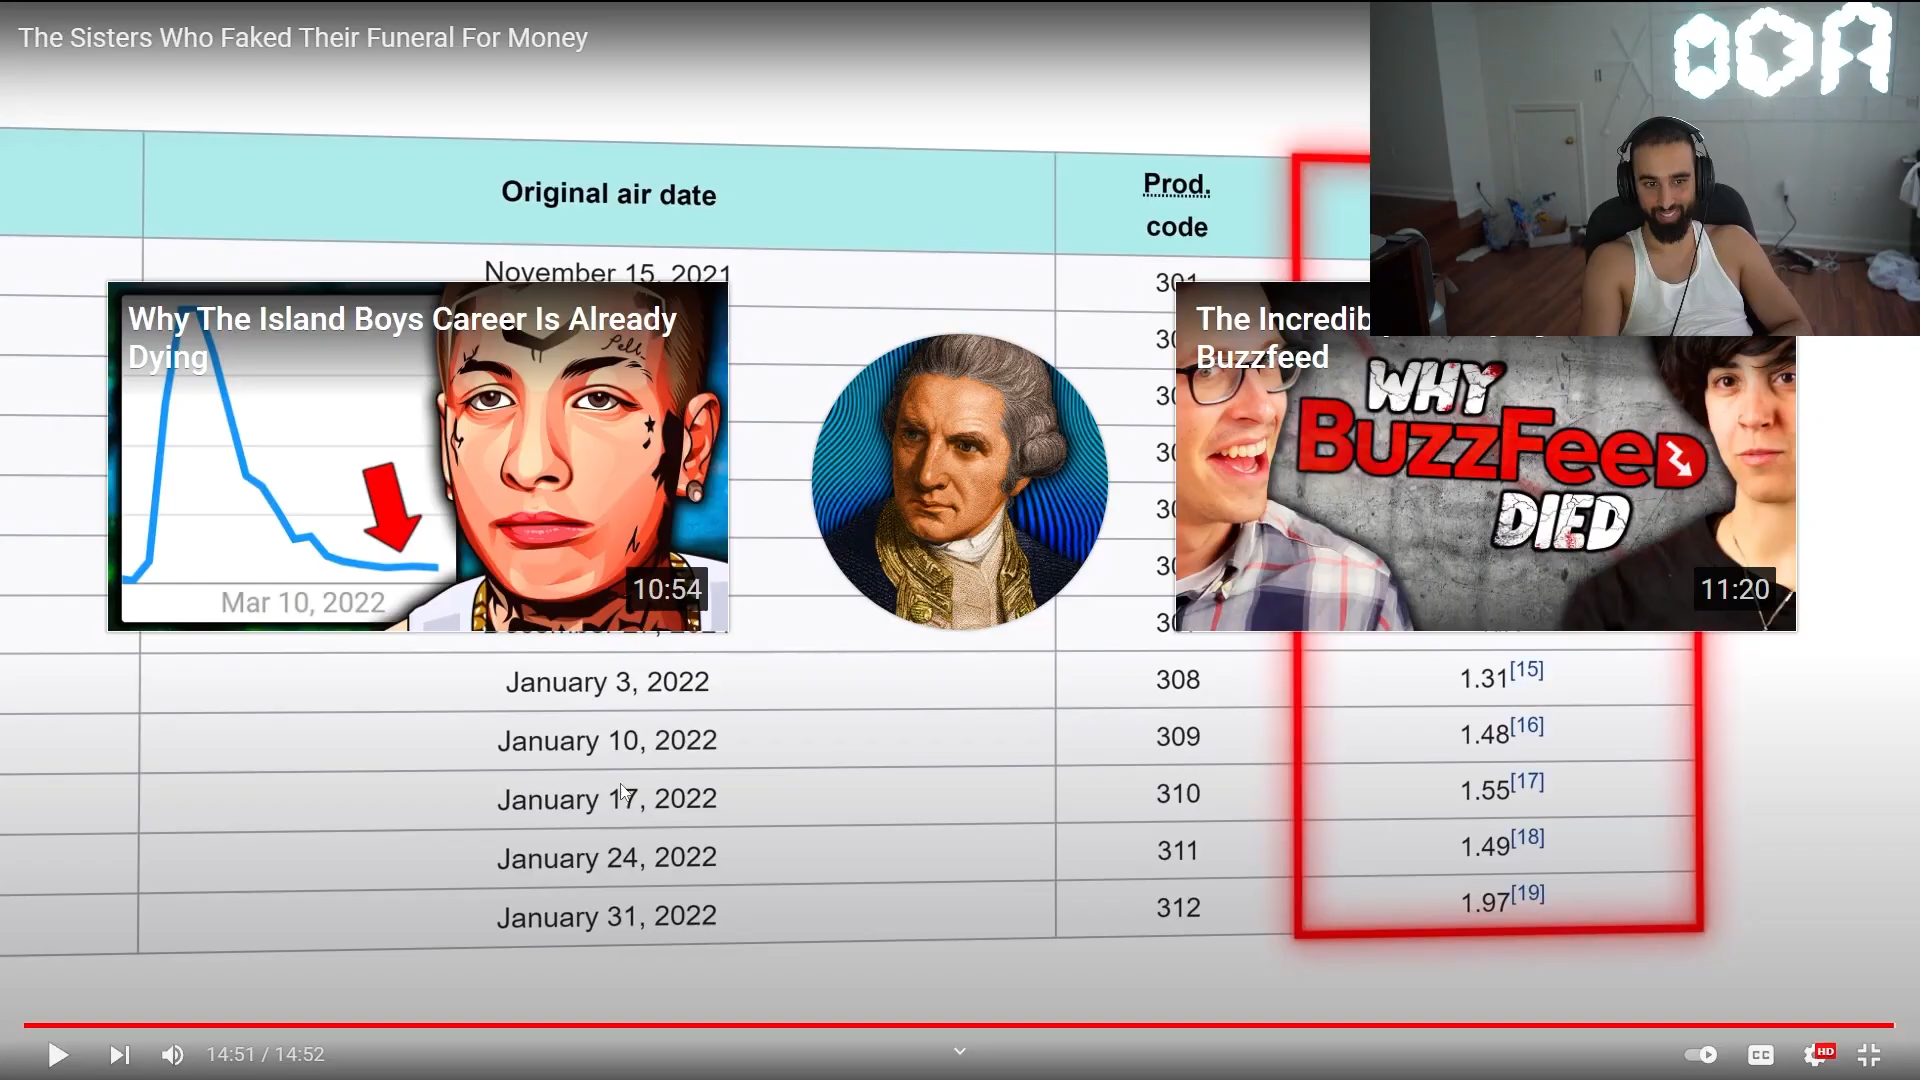 The Sisters Who Faked Their Funeral For Money
Original air date
Prod.
code
November 15, 2021
301
Why The Island Boys Career Is Already
Dying
Mar 10, 2022
10:54
Buzzfeed
WHY
BuzzFeeD
DIED
11:20
January 3, 2022 308 1.31[15]
January 10, 2022 309 1.48[16]
January 17, 2022 310 1.55[17]
January 24, 2022 311 1.49[18]
January 31, 2022 312 1.97[19]
14:51 / 14:52
CC
HD